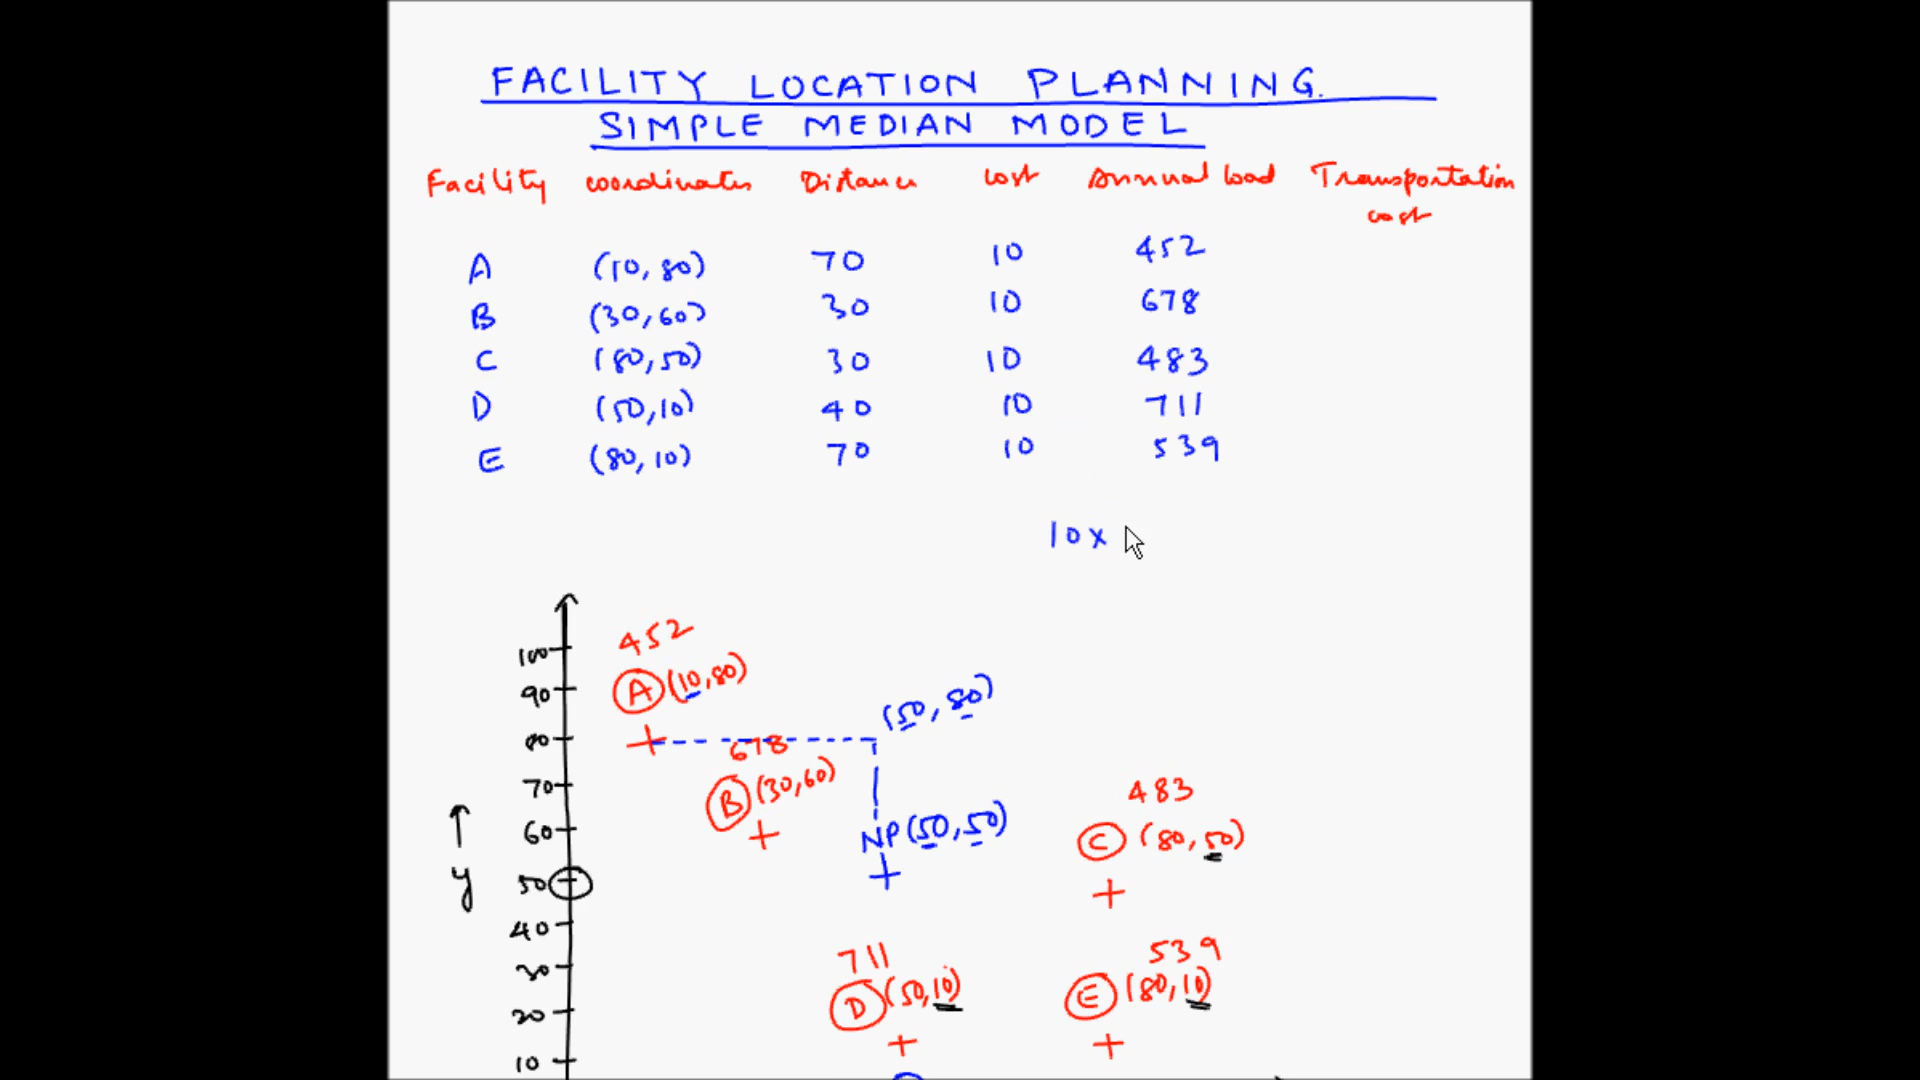 FACILITY LOCATION PLANNING.
SIMPLE MEDIAN MODEL
Facility coordinates Distance cost Annual load Transportation
cost
A (10,80) 70 10 452
B (30,60) 30 10 678
C (80,50) 30 10 483
D (50,10) 40 10 711
E (80,10) 70 10 539
10x
452
100
A (10,80)
90
(50,80)
80
678
B (30,60)
70
483
y
60
NP (50,50)
C (80,50)
50
40
711
539
30
D (50,10)
E (80,10)
20
10